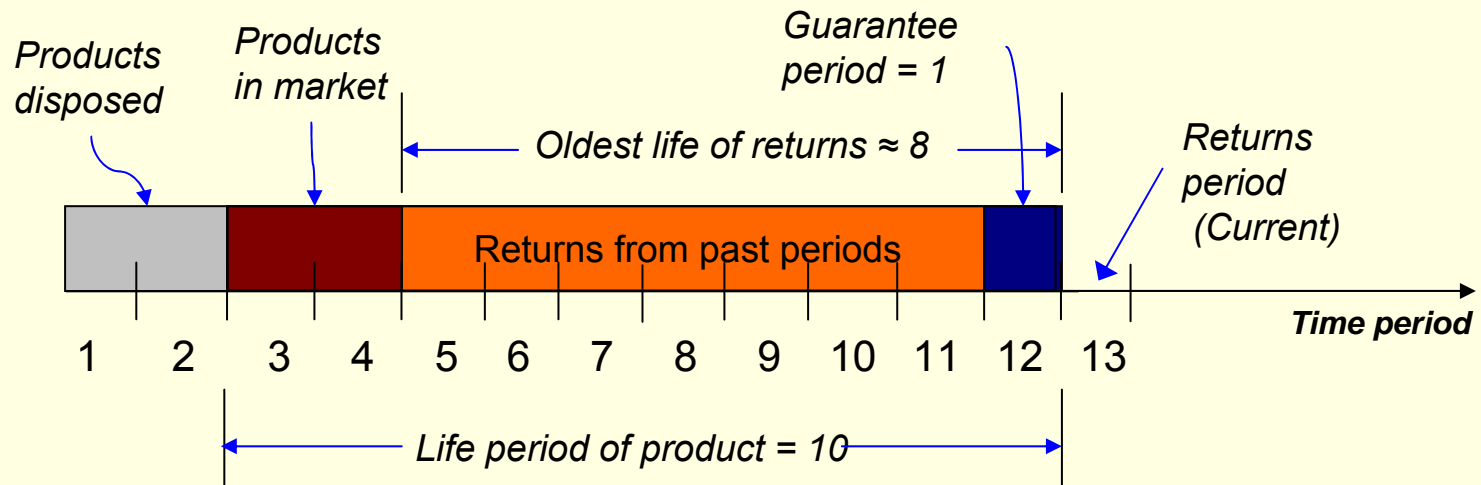 Products
disposed
Products
in market
Guarantee
period = 1
Oldest life of returns ≈ 8
Returns
period
(Current)
Returns from past periods
Time period
1 2 3 4 5 6 7 8 9 10 11 12 13
Life period of product = 10